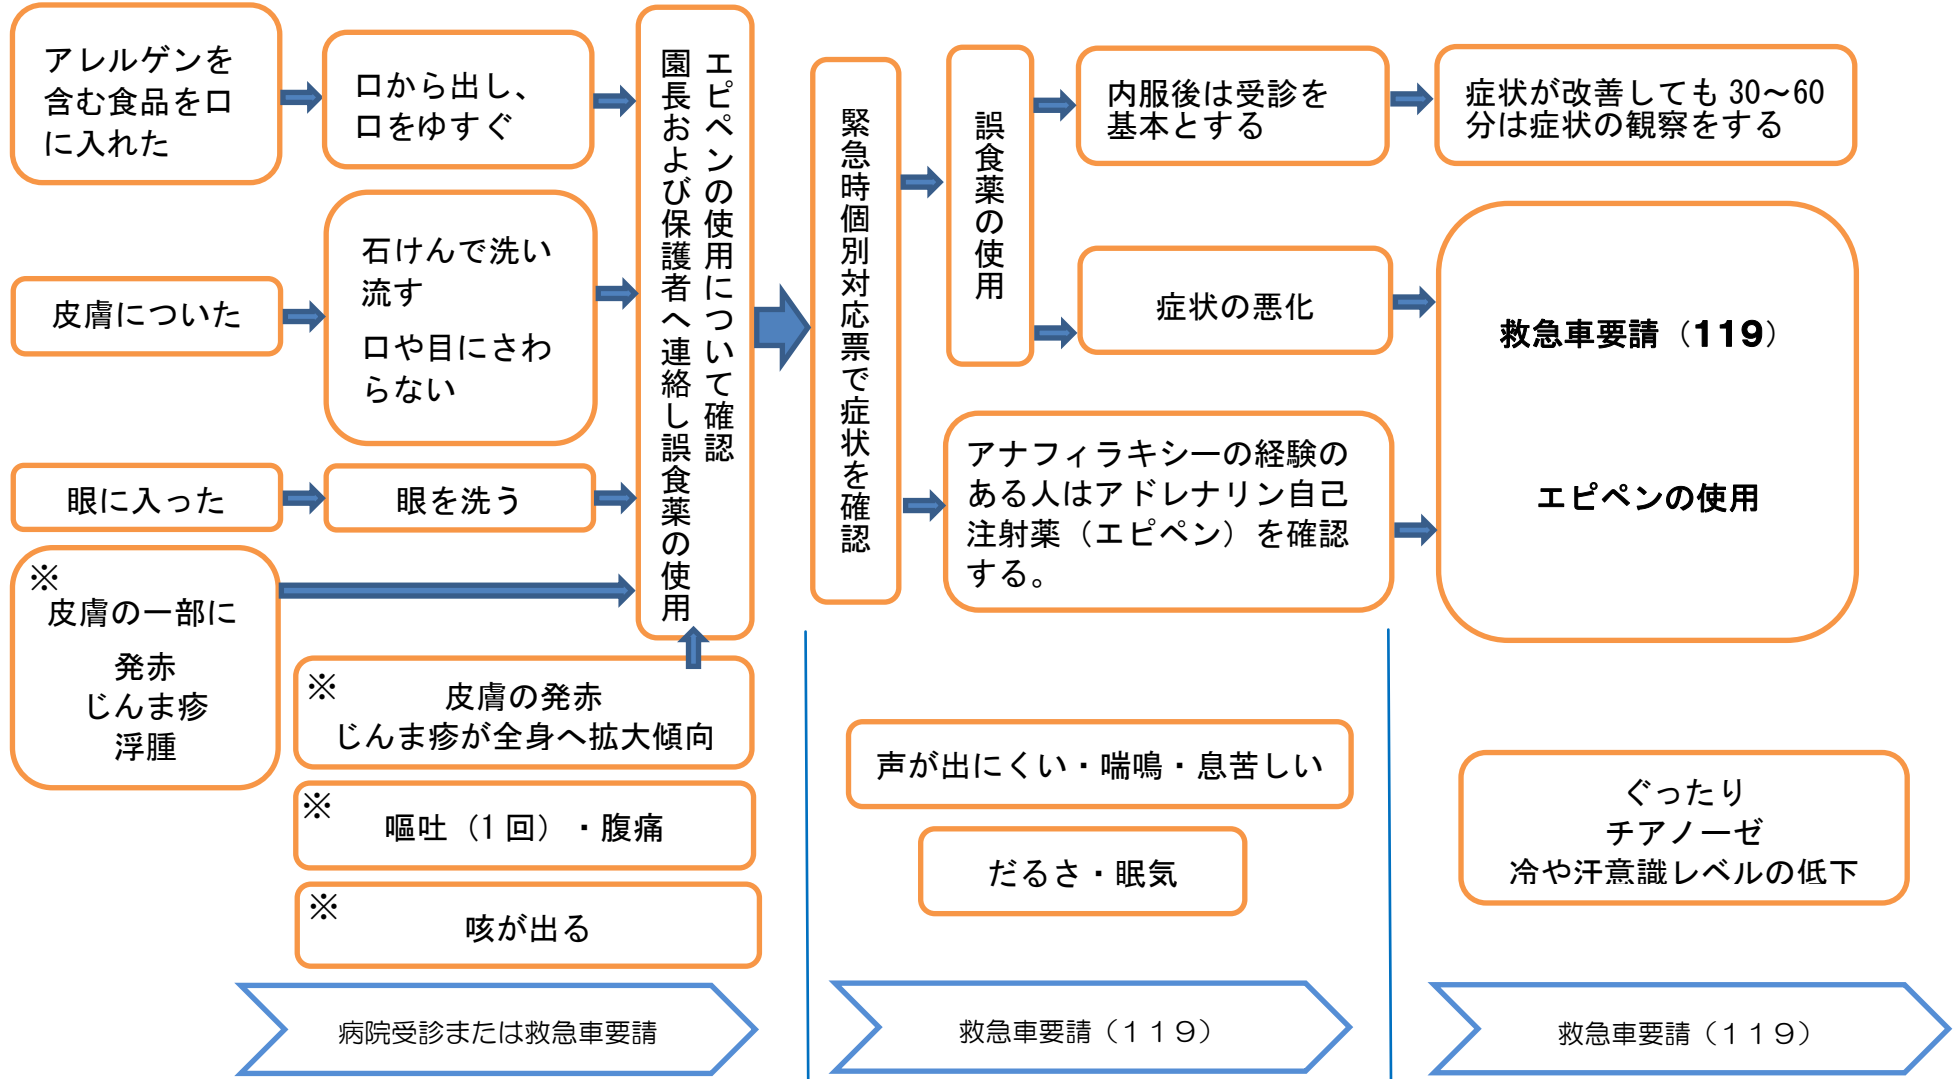 アレルゲンを
含む食品を口
に入れた
口から出し、
口をゆすぐ
皮膚についた
石けんで洗い
流す
口や目にさわ
らない
眼に入った
眼を洗う
※
皮膚の一部に
発赤
じんま疹
浮腫
エピペンの使用について確認
園長および保護者へ連絡し誤食薬の使用
緊急時個別対応票で症状を確認
誤食薬の使用
内服後は受診を
基本とする
症状が改善しても 30～60
分は症状の観察をする
症状の悪化
アナフィラキシーの経験の
ある人はアドレナリン自己
注射薬（エピペン）を確認
する。
救急車要請（119）
エピペンの使用
※
皮膚の発赤
じんま疹が全身へ拡大傾向
※
嘔吐（1 回）・腹痛
※
咳が出る
声が出にくい・喘鳴・息苦しい
だるさ・眠気
ぐったり
チアノーゼ
冷や汗意識レベルの低下
病院受診または救急車要請
救急車要請（１１９）
救急車要請（１１９）